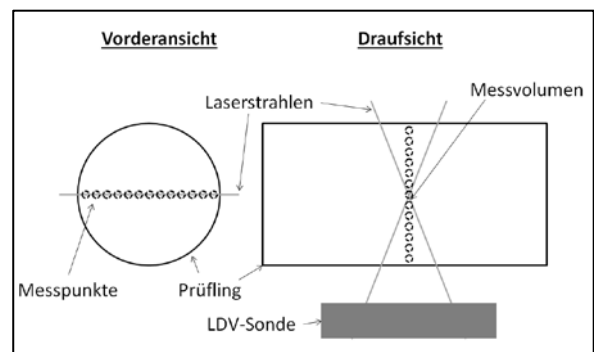 Vorderansicht
Draufsicht
Laserstrahlen
Messvolumen
Messpunkte
Prüfling
LDV-Sonde